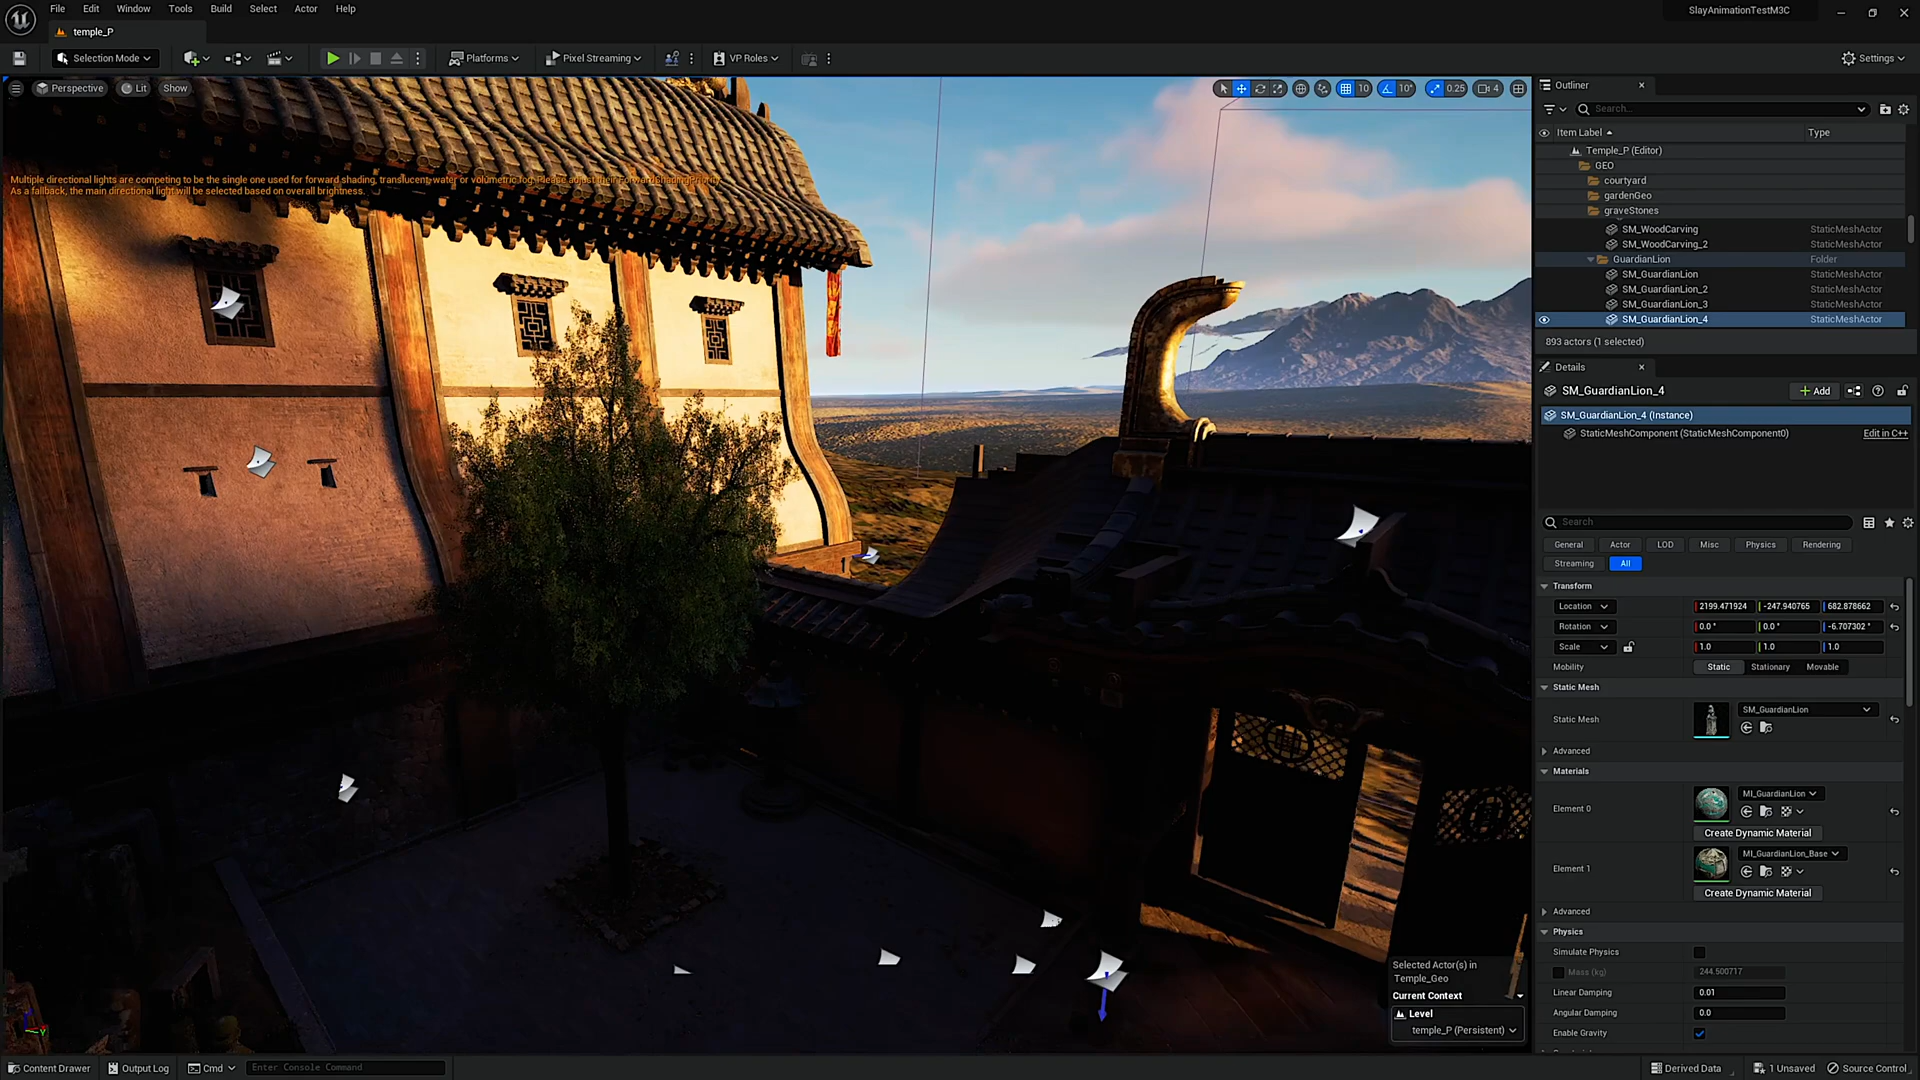 File Edit Window Tools Build Select Actor Help
SlayAnimationTestM3C
temple_P
Selection Mode
Platforms
Pixel Streaming
VP Roles
Settings
Perspective Lit Show
10 10° 0.25 4
Multiple directional lights are competing to be the single one used for forward shading, translucent, water or volumetric fog. Please adjust their ForwardShadingPriority
As a fallback, the main directional light will be selected based on overall brightness.
Outliner
Search...
Item Label Type
Temple_P (Editor)
GEO
courtyard
gardenGeo
graveStones
SM_WoodCarving StaticMeshActor
SM_WoodCarving_2 StaticMeshActor
GuardianLion Folder
SM_GuardianLion StaticMeshActor
SM_GuardianLion_2 StaticMeshActor
SM_GuardianLion_3 StaticMeshActor
SM_GuardianLion_4 StaticMeshActor
893 actors (1 selected)
Details
SM_GuardianLion_4
Add
SM_GuardianLion_4 (Instance)
StaticMeshComponent (StaticMeshComponent0) Edit in C++
Search
General Actor LOD Misc Physics Rendering
Streaming All
Transform
Location 2199.471924 -247.940765 682.878662
Rotation 0.0° 0.0° -6.707302°
Scale 1.0 1.0 1.0
Mobility Static Stationary Movable
Static Mesh
Static Mesh SM_GuardianLion
Advanced
Materials
Element 0 MI_GuardianLion
Create Dynamic Material
Element 1 MI_GuardianLion_Base
Create Dynamic Material
Advanced
Physics
Simulate Physics
Mass (kg) 244.500717
Linear Damping 0.01
Angular Damping 0.0
Enable Gravity
Selected Actor(s) in
Temple_Geo
Current Context
Level
temple_P (Persistent)
Content Drawer Output Log Cmd Enter Console Command
Derived Data 1 Unsaved Source Control